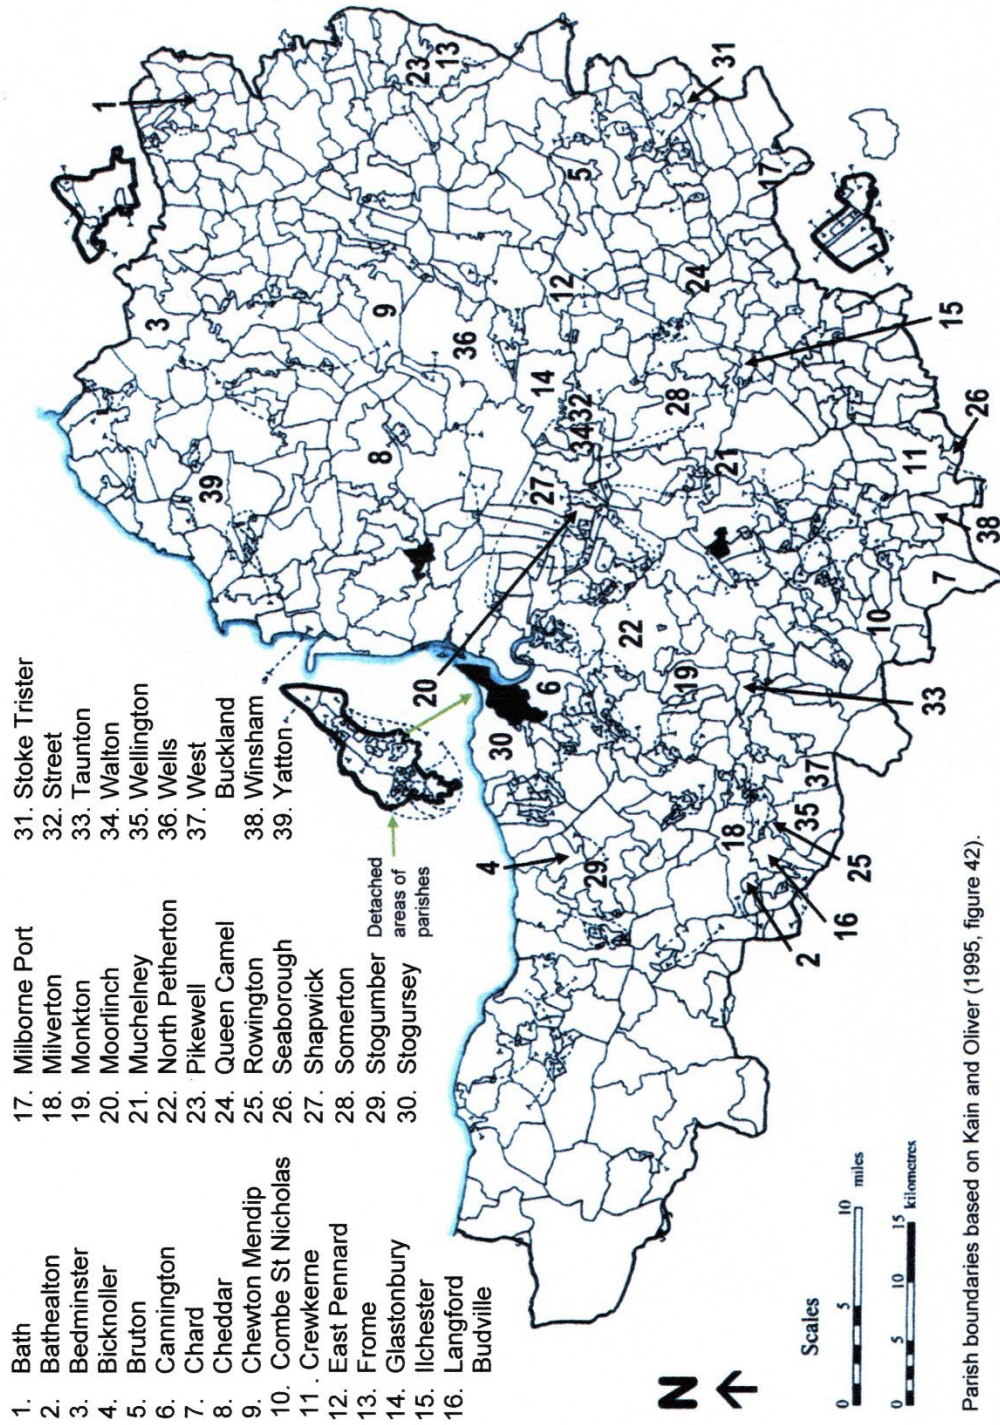 1. Bath
2. Bathealton
3. Bedminster
4. Bicknoller
5. Bruton
6. Cannington
7. Chard
8. Cheddar
9. Chewton Mendip
10. Combe St Nicholas
11 . Crewkerne
12. East Pennard
13. Frome
14. Glastonbury
15. Ilchester
16. Langford
Budville
17. Milborne Port
18. Milverton
19. Monkton
20. Moorlinch
21. Muchelney
22. North Petherton
23. Pikewell
24. Queen Camel
25. Rowington
26. Seaborough
27. Shapwick
28. Somerton
29. Stogumber
30. Stogursey
31. Stoke Trister
32. Street
33. Taunton
34. Walton
35. Wellington
36. Wells
37. West
Buckland
38. Winsham
39. Yatton
Detached
areas of
parishes
1
3
23
13
39
9
8
36
31
5
12
14
17
24
27
34
32
28
15
20
21
6
22
30
19
11
26
38
7
10
33
4
29
18
37
35
25
16
2
N
Scales
0 5 10
miles
0 5 10 15
kilometres
Parish boundaries based on Kain and Oliver (1995, figure 42).